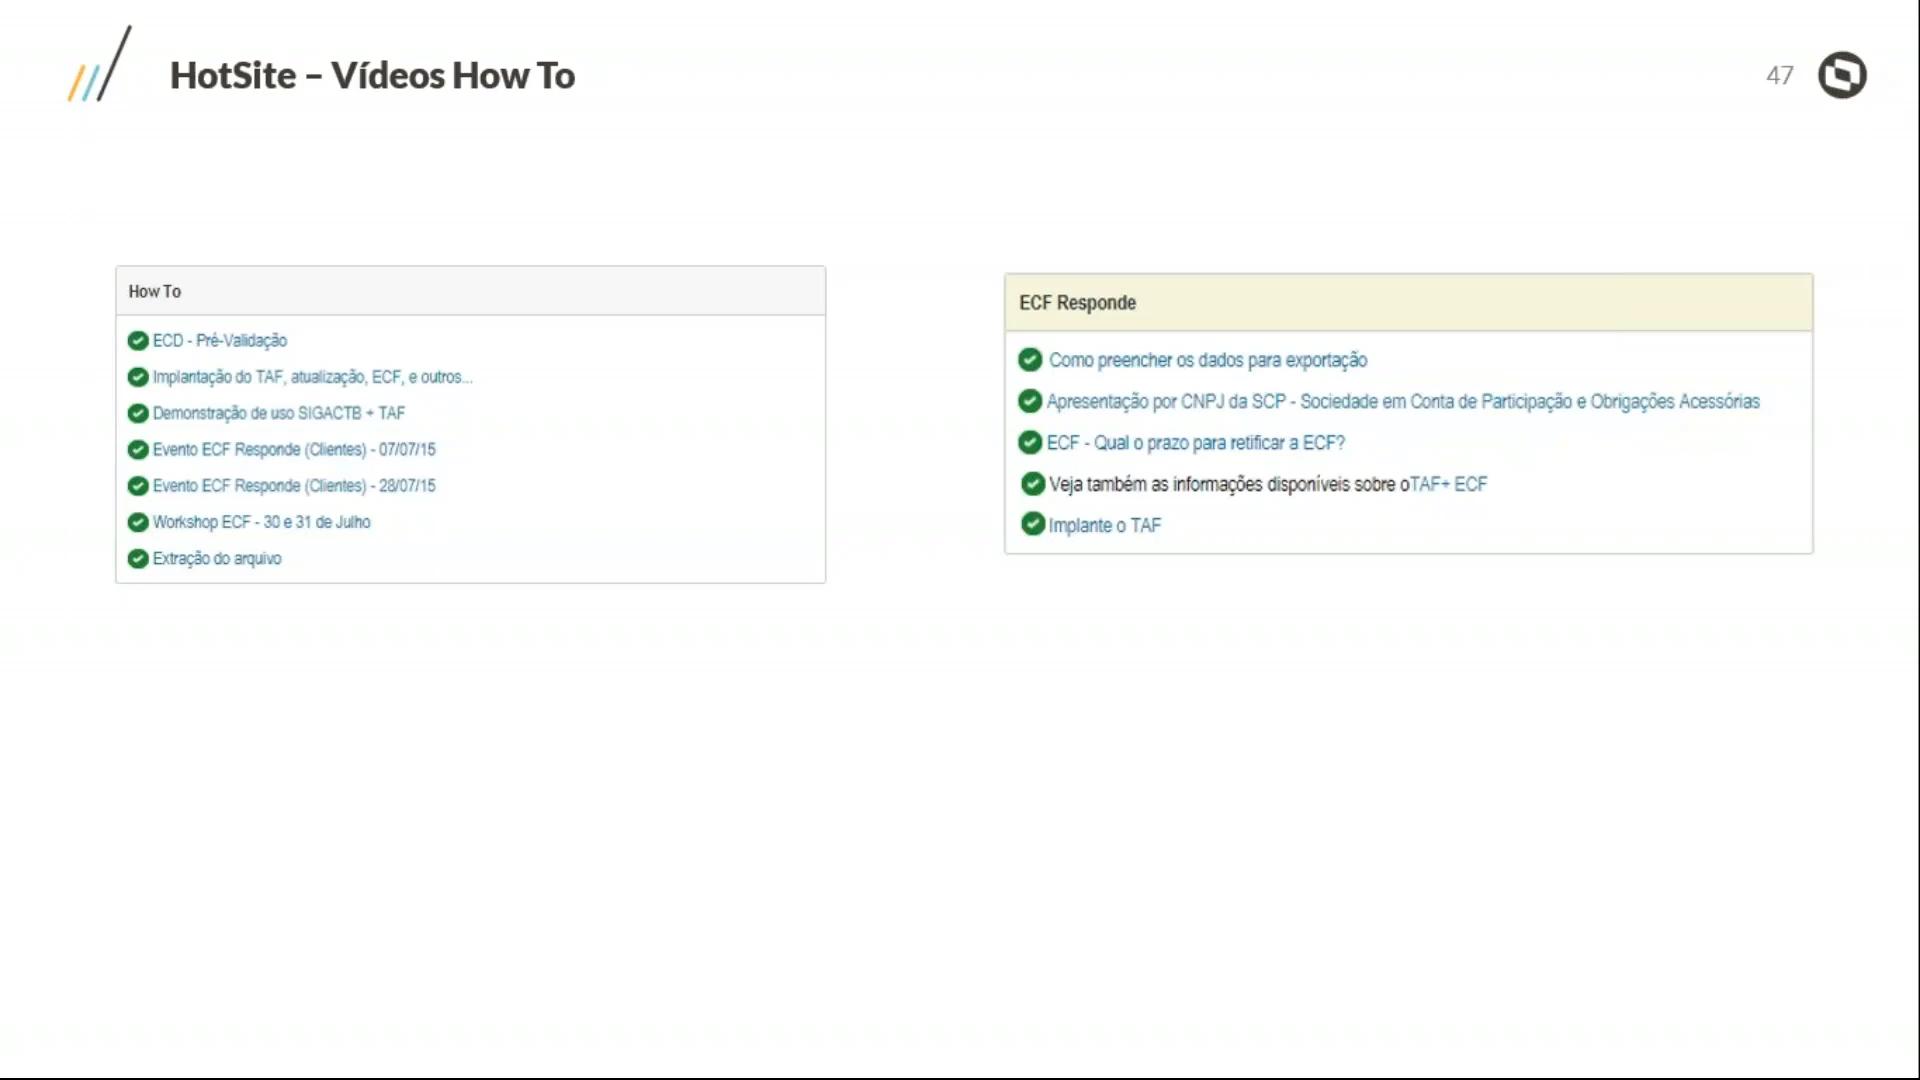 HotSite – Vídeos How To
47
How To
ECD - Pré-Validação
Implantação do TAF, atualização, ECF, e outros...
Demonstração de uso SIGACTB + TAF
Evento ECF Responde (Clientes) - 07/07/15
Evento ECF Responde (Clientes) - 28/07/15
Workshop ECF - 30 e 31 de Julho
Extração do arquivo
ECF Responde
Como preencher os dados para exportação
Apresentação por CNPJ da SCP - Sociedade em Conta de Participação e Obrigações Acessórias
ECF - Qual o prazo para retificar a ECF?
Veja também as informações disponíveis sobre oTAF+ ECF
Implante o TAF